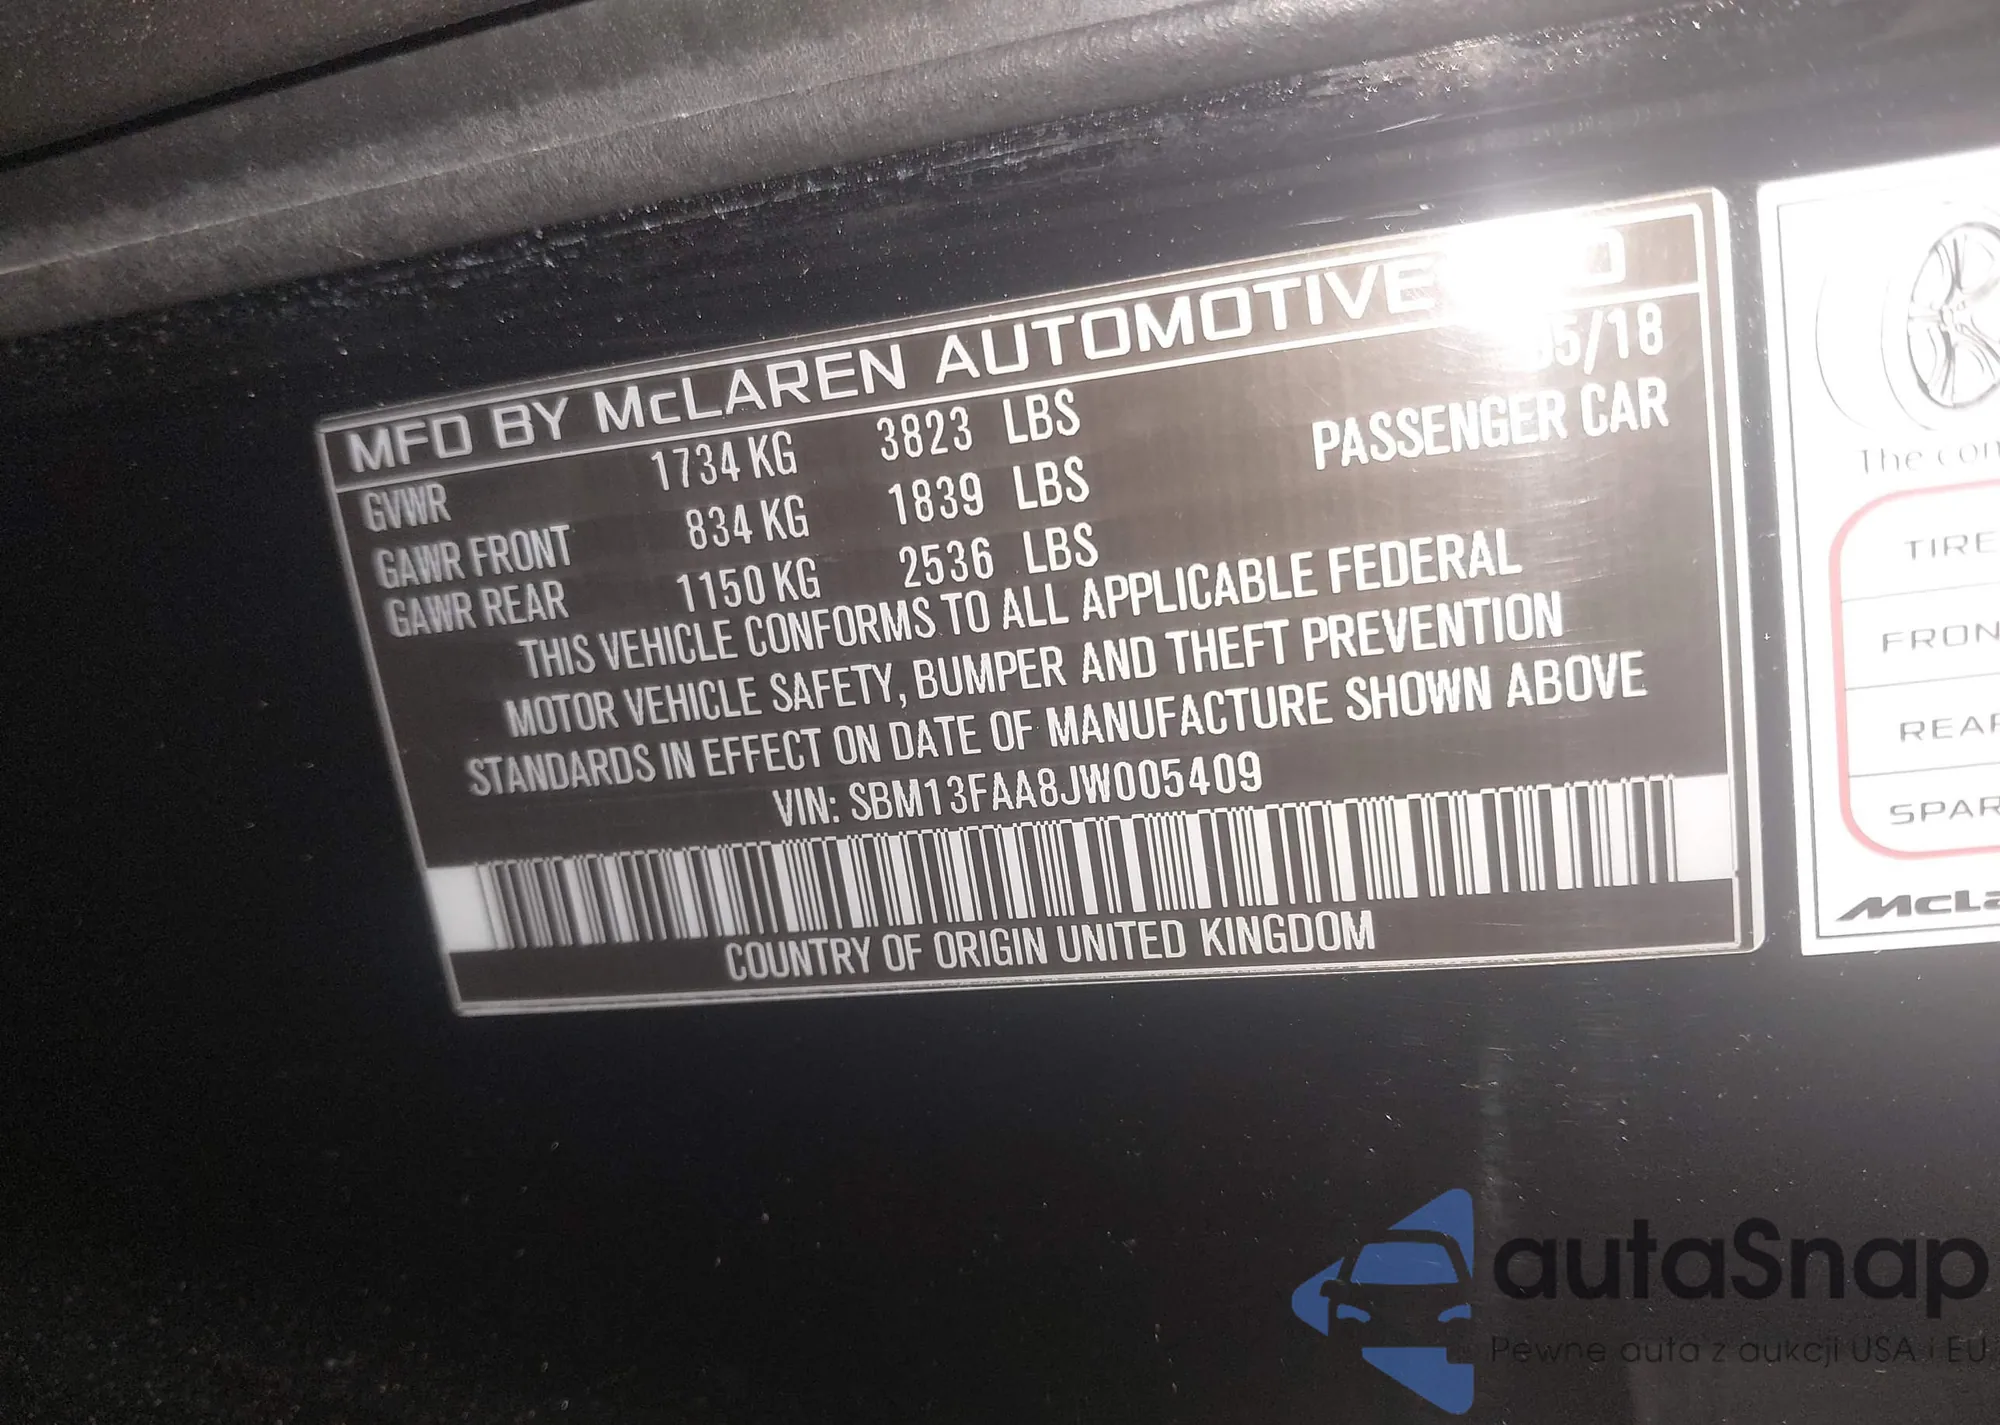 MFD BY McLAREN AUTOMOTIVE
5/18
GVWR 1734 KG 3823 LBS PASSENGER CAR
GAWR FRONT 834 KG 1839 LBS
GAWR REAR 1150 KG 2536 LBS
THIS VEHICLE CONFORMS TO ALL APPLICABLE FEDERAL
MOTOR VEHICLE SAFETY, BUMPER AND THEFT PREVENTION
STANDARDS IN EFFECT ON DATE OF MANUFACTURE SHOWN ABOVE
VIN: SBM13FAA8JW005409
COUNTRY OF ORIGIN UNITED KINGDOM
The
TIRE
REAR
autaSnap
Pewne auta z aukcji USA i EU